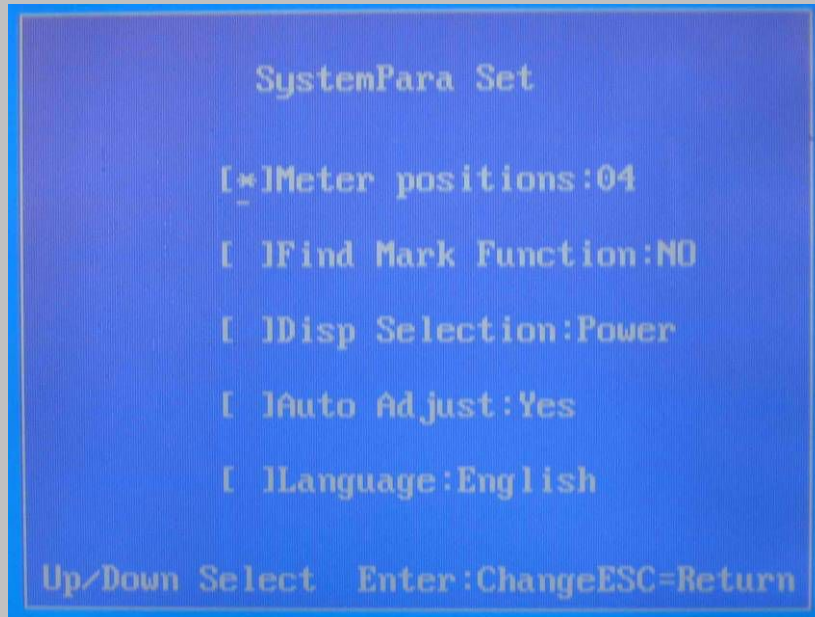 SystemPara Set
[*]Meter positions:04
[ ]Find Mark Function:NO
[ ]Disp Selection:Power
[ ]Auto Adjust:Yes
[ ]Language:English
Up/Down Select Enter:ChangeESC=Return